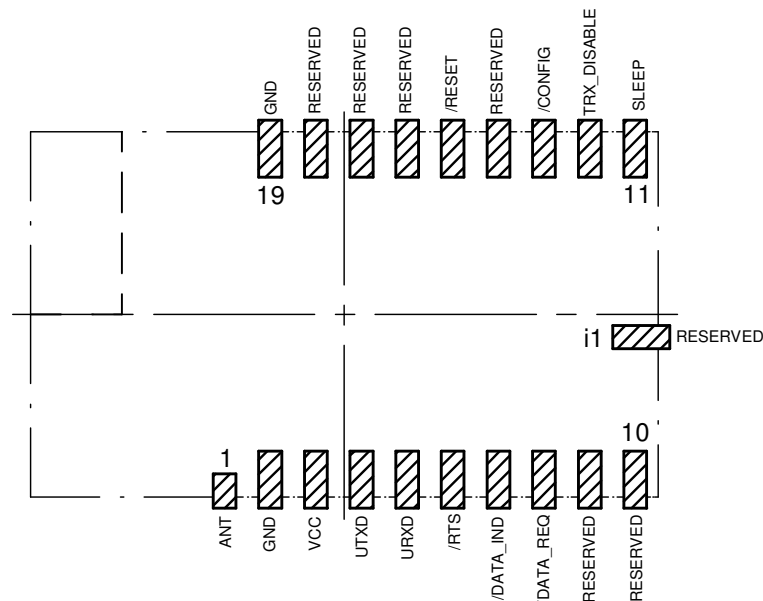 GND
RESERVED
RESERVED
RESERVED
/RESET
RESERVED
/CONFIG
TRX_DISABLE
SLEEP
19
11
i1
RESERVED
1
10
ANT
GND
VCC
UTXD
URXD
/RTS
/DATA_IND
/DATA_REQ
RESERVED
RESERVED